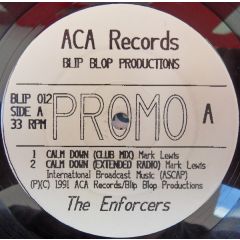 ACA Records
BLIP BLOP PRODUCTIONS
BLIP 012
SIDE A
33 RPM
PROMO
A
1 CALM DOWN (CLUB MIX) Mark Lewis
2 CALM DOWN (EXTENDED RADIO) Mark Lewis
International Broadcast Music (ASCAP)
(P)(C) 1991 ACA Records/Blip Blop Productions
The Enforcers